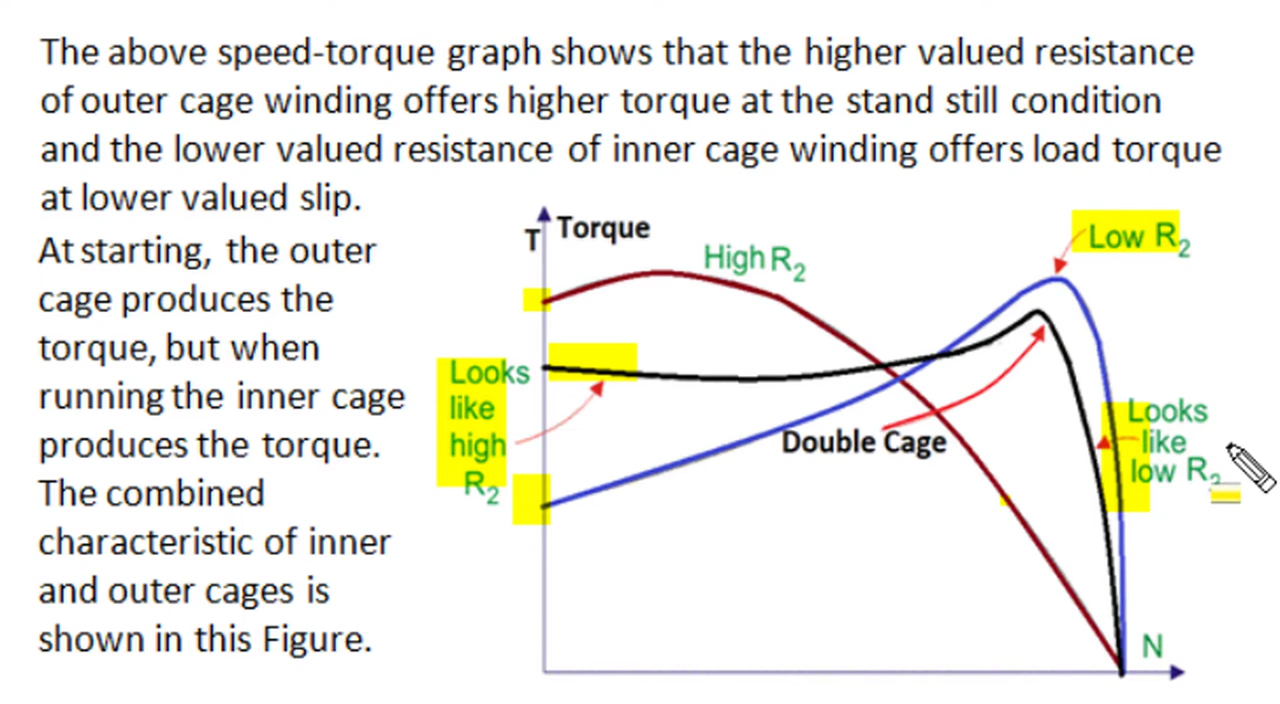 The above speed-torque graph shows that the higher valued resistance
of outer cage winding offers higher torque at the stand still condition
and the lower valued resistance of inner cage winding offers load torque
at lower valued slip.
At starting, the outer
cage produces the
torque, but when
running the inner cage
produces the torque.
The combined
characteristic of inner
and outer cages is
shown in this Figure.
T Torque
High R2
Low R2
Looks
like
high
R2
Double Cage
Looks
like
low R2
N